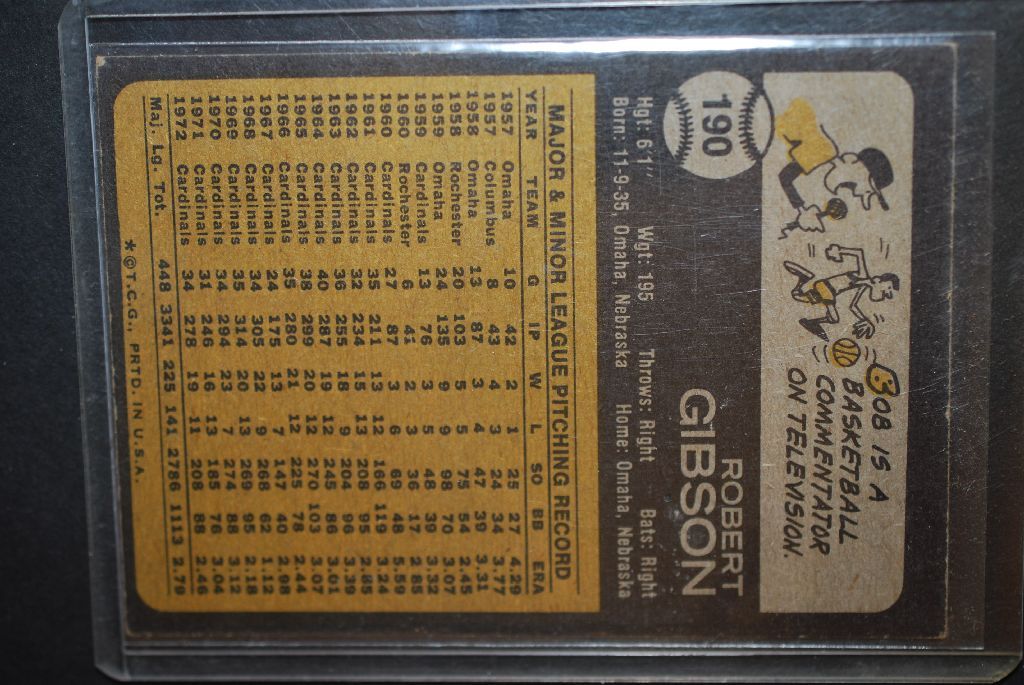 BOB IS A
BASKETBALL
COMMENTATOR
ON TELEVISION.
190
ROBERT
GIBSON
Hgt: 6'1" Wgt: 195 Throws: Right Bats: Right
Born: 11-9-35, Omaha, Nebraska Home: Omaha, Nebraska
MAJOR & MINOR LEAGUE PITCHING RECORD
YEAR TEAM G IP W L SO BB ERA
1957 Omaha 10 42 2 1 25 27 4.29
1957 Columbus 8 43 4 3 24 34 3.77
1958 Omaha 13 87 3 4 47 39 3.31
1958 Rochester 20 103 5 5 75 54 2.45
1959 Omaha 24 135 9 9 98 70 3.07
1959 Cardinals 13 76 3 5 48 39 3.32
1960 Rochester 6 41 2 3 36 17 2.85
1960 Cardinals 27 87 3 6 69 48 5.59
1961 Cardinals 35 211 13 12 166 119 3.24
1962 Cardinals 32 234 15 13 208 95 2.85
1963 Cardinals 36 255 18 9 204 96 3.39
1964 Cardinals 40 287 19 12 245 86 3.01
1965 Cardinals 38 299 20 12 270 103 3.07
1966 Cardinals 35 280 21 12 225 78 2.44
1967 Cardinals 24 175 13 7 147 40 2.98
1968 Cardinals 34 305 22 9 268 62 1.12
1969 Cardinals 35 314 20 13 269 95 2.18
1970 Cardinals 34 294 23 7 274 88 3.12
1971 Cardinals 31 246 16 13 185 76 3.04
1972 Cardinals 34 278 19 11 208 88 2.46
Maj. Lg. Tot. 448 3341 225 141 2786 1113 2.79
*©T.C.G., PRTD. IN U.S.A.